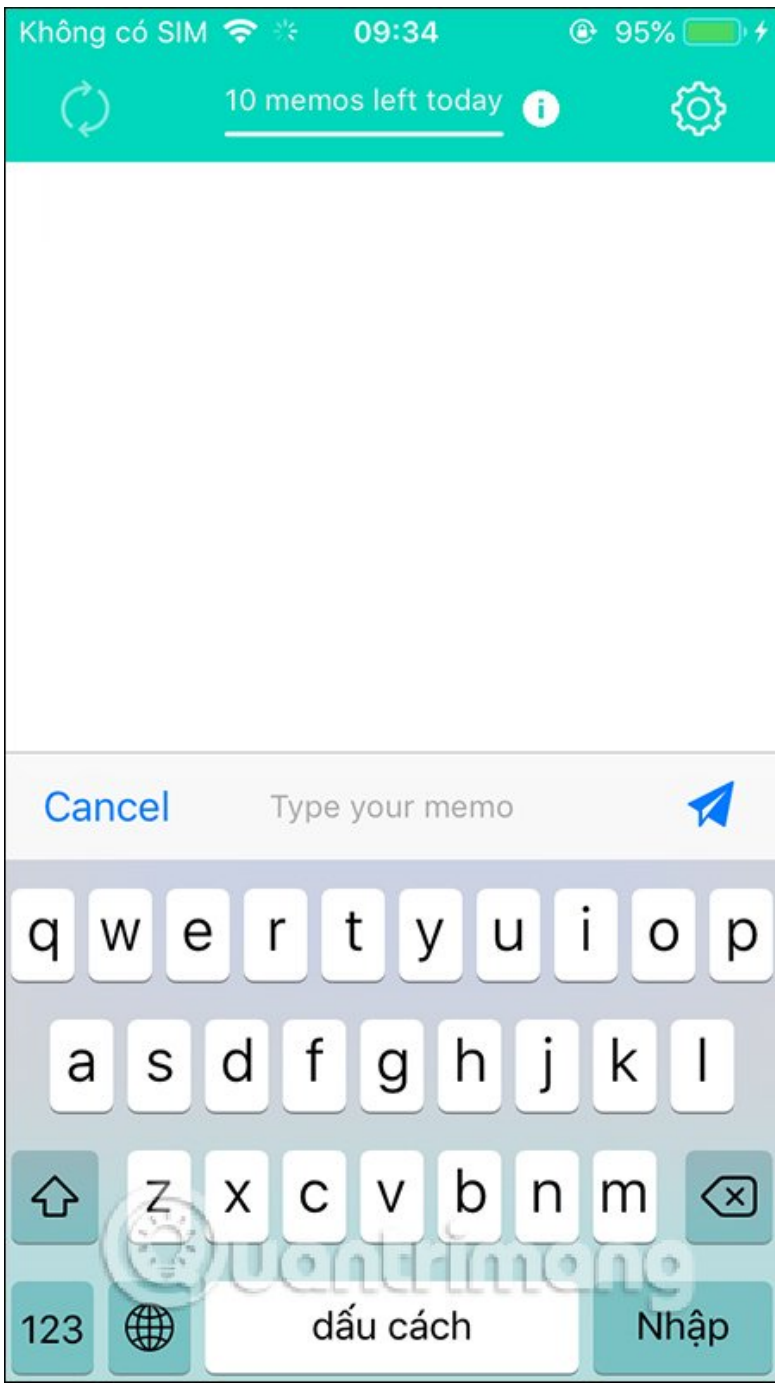 Không có SIM 09:34 95%
10 memos left today i
Cancel Type your memo
q w e r t y u i o p
a s d f g h j k l
z x c v b n m
Quantrimang
123 dấu cách Nhập